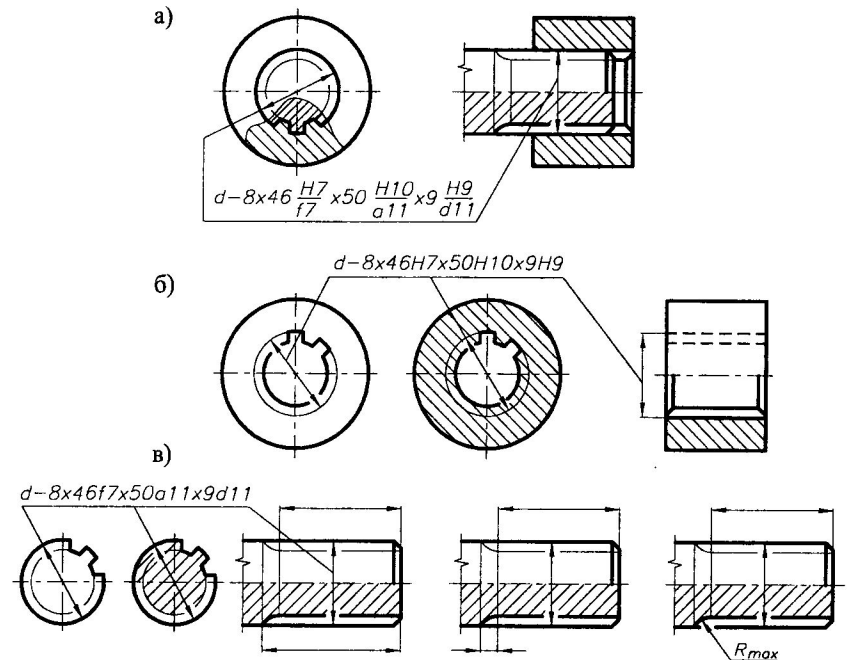 а)
d-8x46 H7/f7 x50 H10/a11 x9 H9/d11
d-8x46H7x50H10x9H9
б)
в)
d-8x46f7x50a11x9d11
Rmax